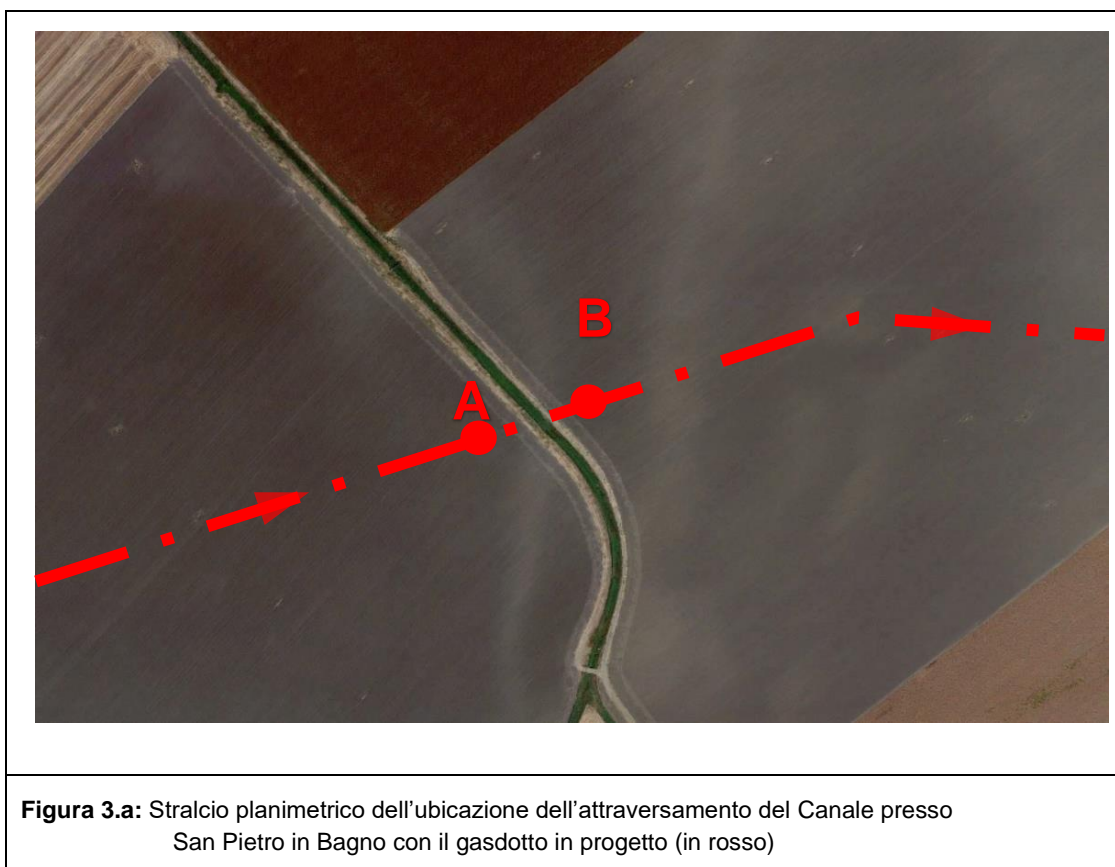 B
A
Figura 3.a: Stralcio planimetrico dell'ubicazione dell'attraversamento del Canale presso
San Pietro in Bagno con il gasdotto in progetto (in rosso)